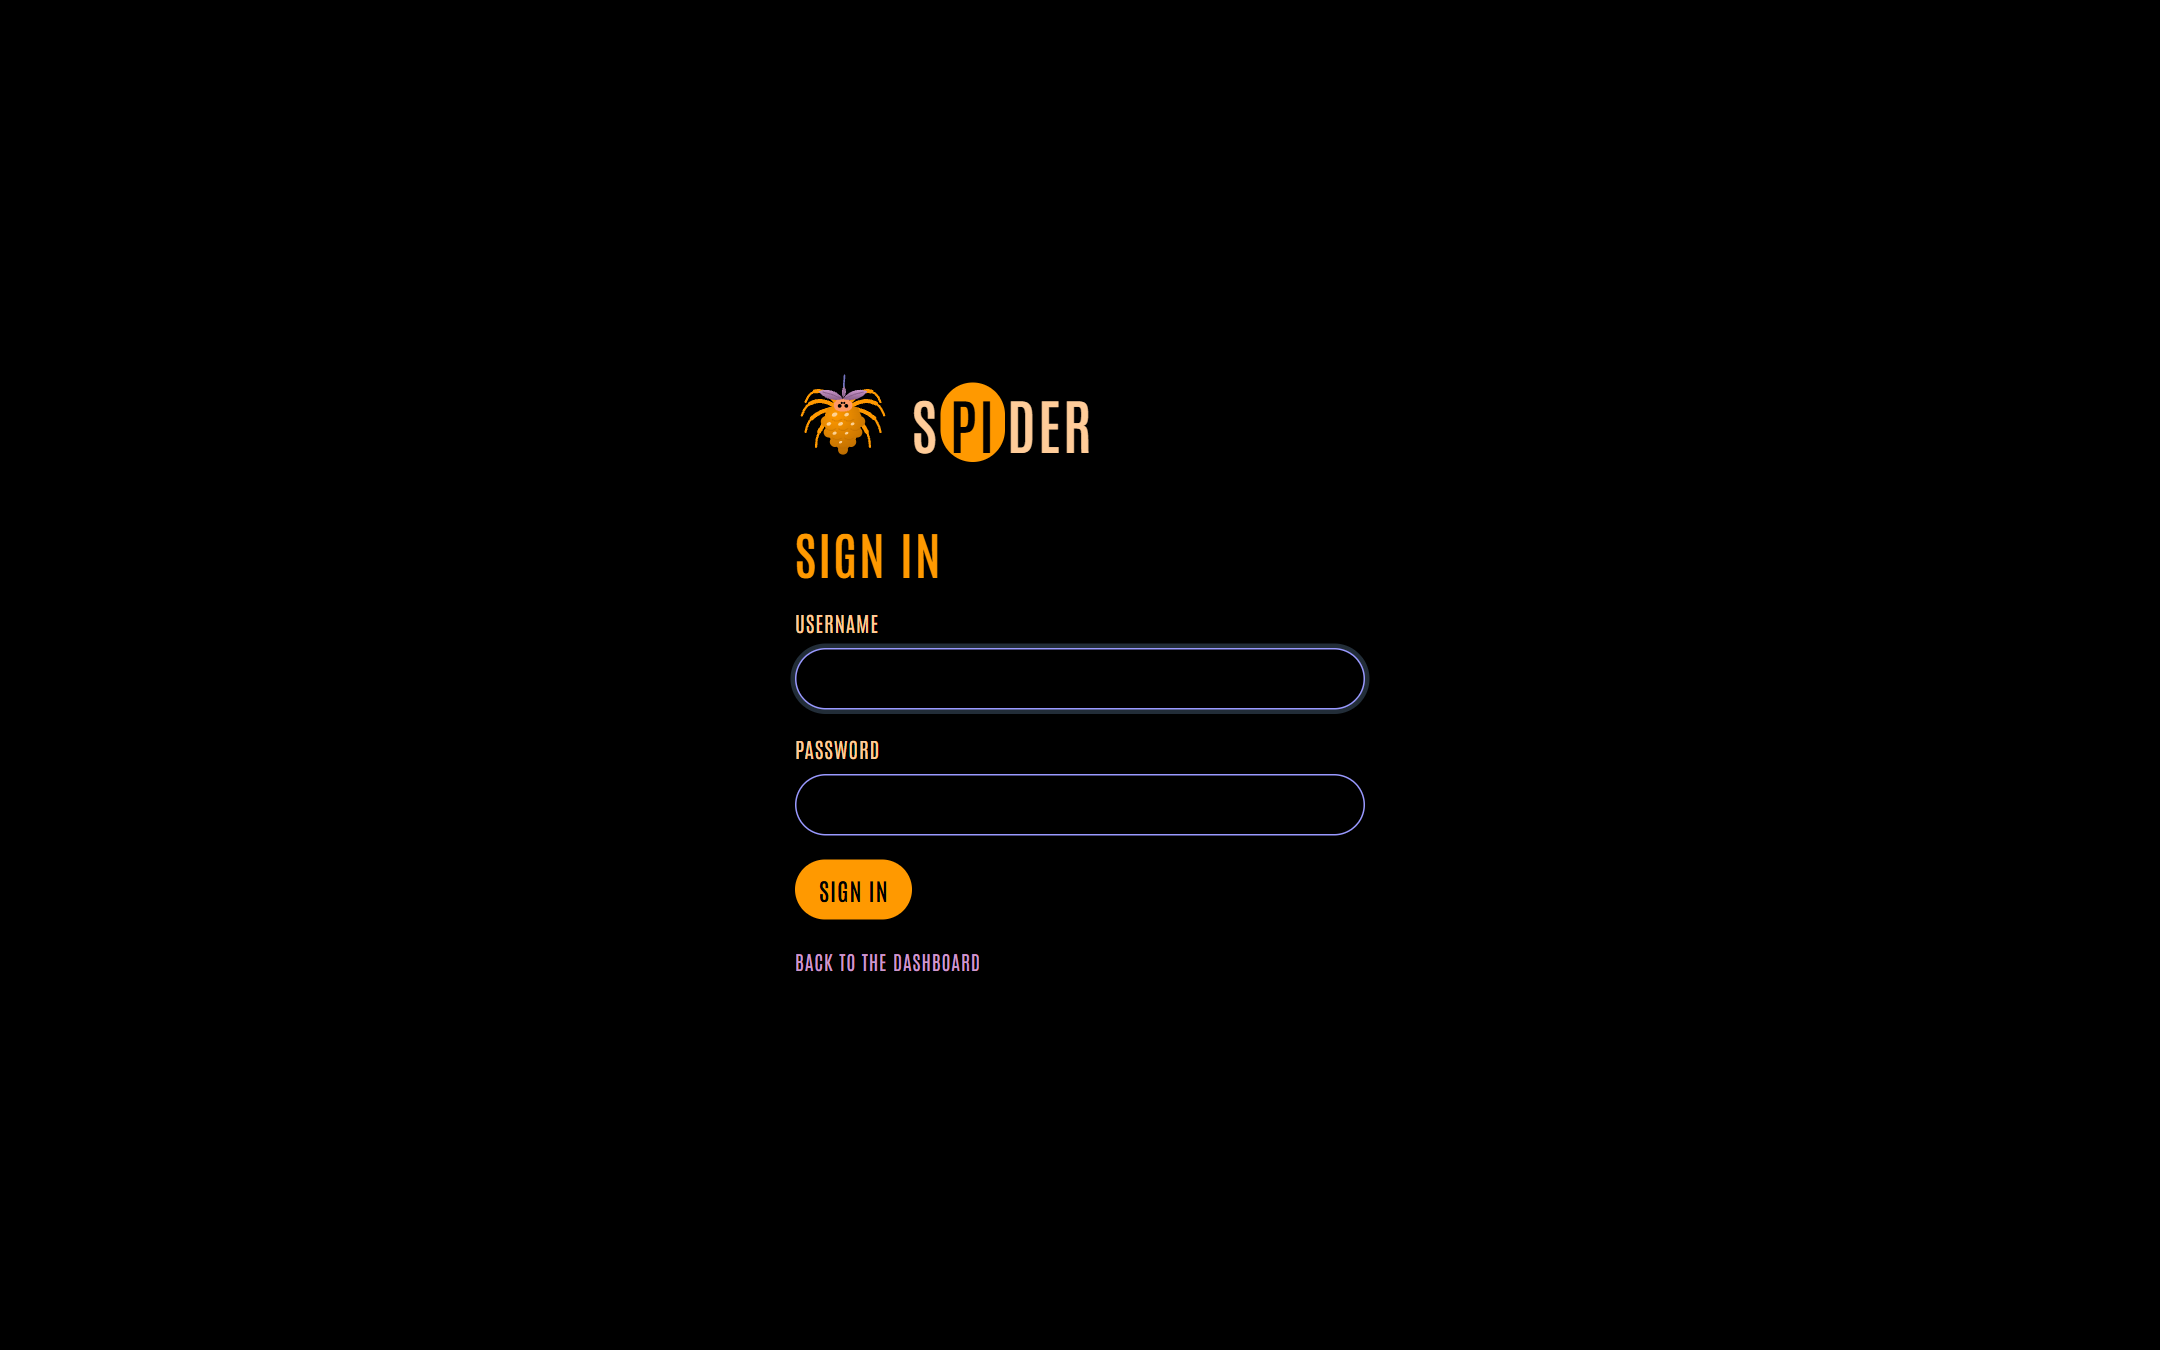 SPIDER
SIGN IN
USERNAME
PASSWORD
SIGN IN
BACK TO THE DASHBOARD